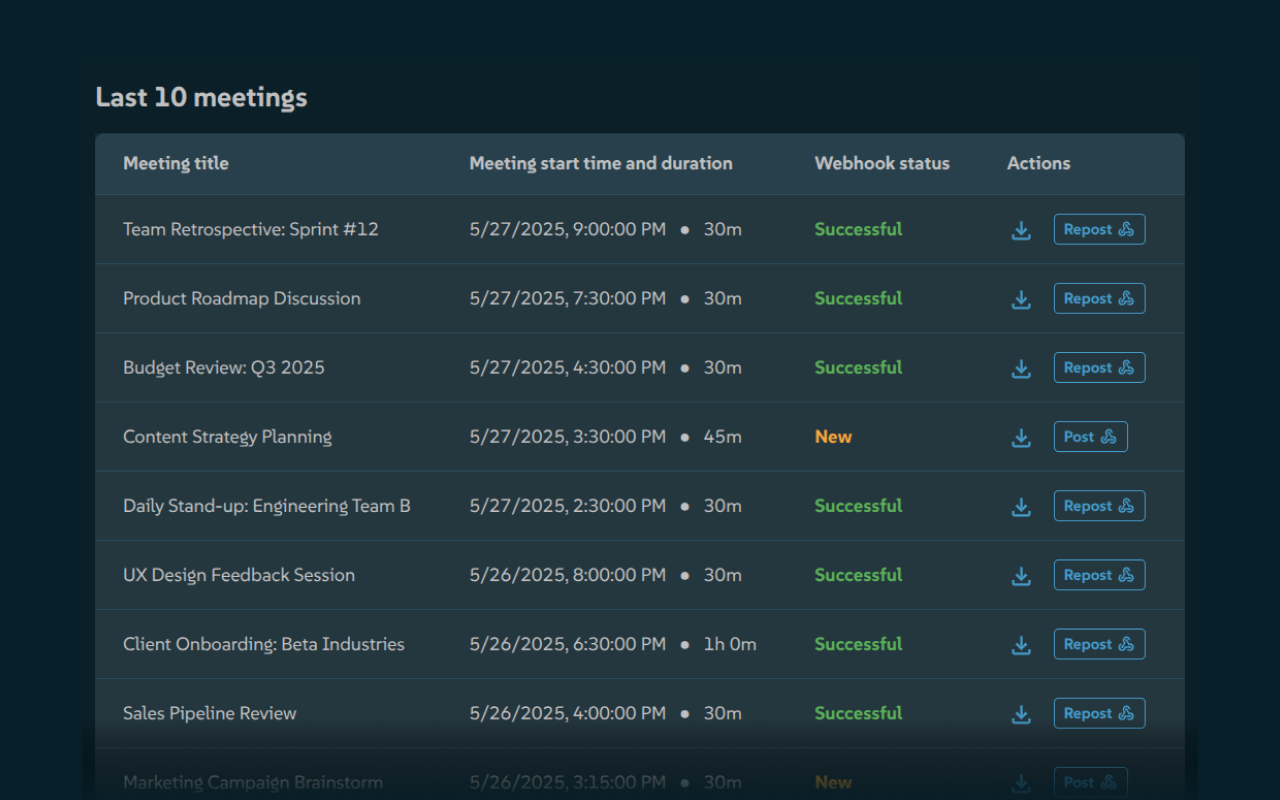 Last 10 meetings
Meeting title Meeting start time and duration Webhook status Actions
Team Retrospective: Sprint #12 5/27/2025, 9:00:00 PM ● 30m Successful Repost
Product Roadmap Discussion 5/27/2025, 7:30:00 PM ● 30m Successful Repost
Budget Review: Q3 2025 5/27/2025, 4:30:00 PM ● 30m Successful Repost
Content Strategy Planning 5/27/2025, 3:30:00 PM ● 45m New Post
Daily Stand-up: Engineering Team B 5/27/2025, 2:30:00 PM ● 30m Successful Repost
UX Design Feedback Session 5/26/2025, 8:00:00 PM ● 30m Successful Repost
Client Onboarding: Beta Industries 5/26/2025, 6:30:00 PM ● 1h 0m Successful Repost
Sales Pipeline Review 5/26/2025, 4:00:00 PM ● 30m Successful Repost
Marketing Campaign Brainstorm 5/26/2025, 3:15:00 PM ● 30m New Post